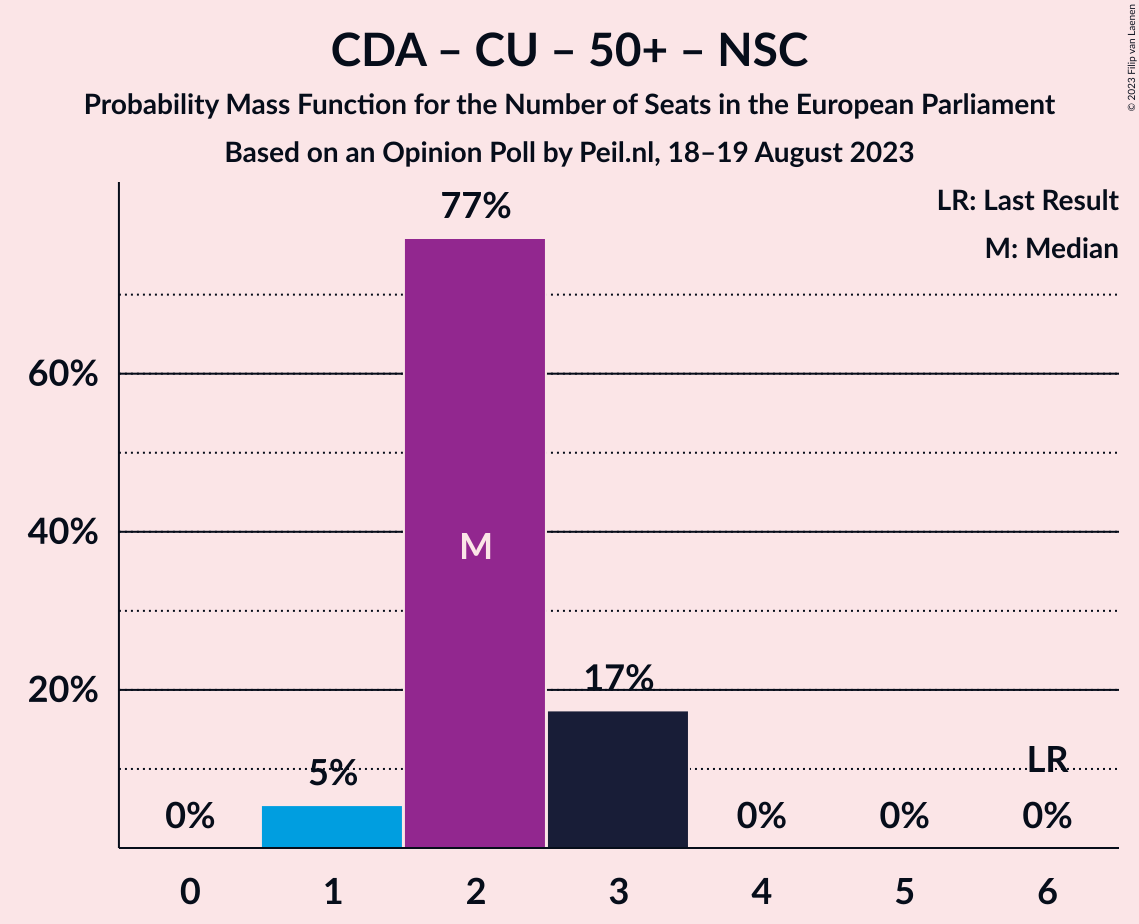 CDA – CU – 50+ – NSC
Probability Mass Function for the Number of Seats in the European Parliament
Based on an Opinion Poll by Peil.nl, 18–19 August 2023
© 2023 Filip van Laenen
LR: Last Result
M: Median
77%
60%
40%
M
20%
17%
5%
LR
0%
0%
0%
0%
0 1 2 3 4 5 6